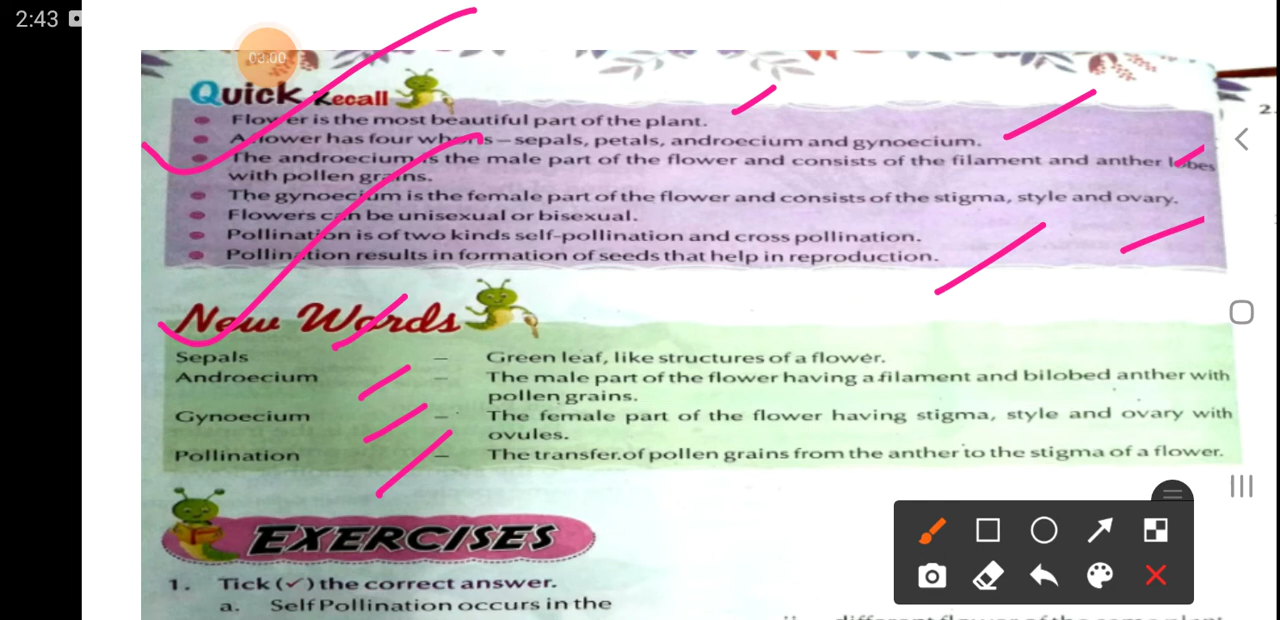 2:43
03:00
Quick Recall
Flower is the most beautiful part of the plant.
A flower has four whorls – sepals, petals, androecium and gynoecium.
The androecium is the male part of the flower and consists of the filament and anther lobes
with pollen grains.
The gynoecium is the female part of the flower and consists of the stigma, style and ovary.
Flowers can be unisexual or bisexual.
Pollination is of two kinds self-pollination and cross pollination.
Pollination results in formation of seeds that help in reproduction.
2
New Words
Sepals – Green leaf, like structures of a flower.
Androecium – The male part of the flower having a filament and bilobed anther with
pollen grains.
Gynoecium – The female part of the flower having stigma, style and ovary with
ovules.
Pollination – The transfer of pollen grains from the anther to the stigma of a flower.
EXERCISES
1. Tick (✓) the correct answer.
a. Self Pollination occurs in the